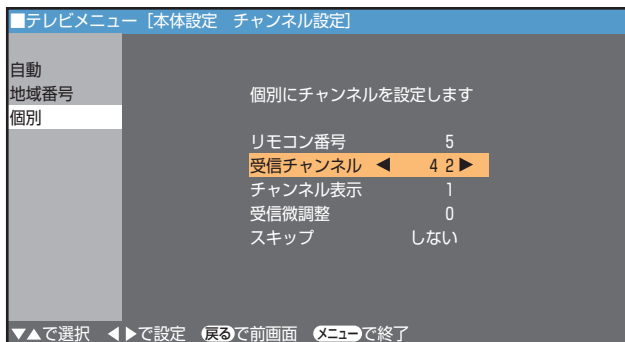 ■テレビメニュー［本体設定　チャンネル設定］
自動
地域番号
個別
個別にチャンネルを設定します
リモコン番号　5
受信チャンネル ◀ 4 2 ▶
チャンネル表示　1
受信微調整　0
スキップ　しない
▼▲で選択　◀▶で設定　戻るで前画面　メニューで終了